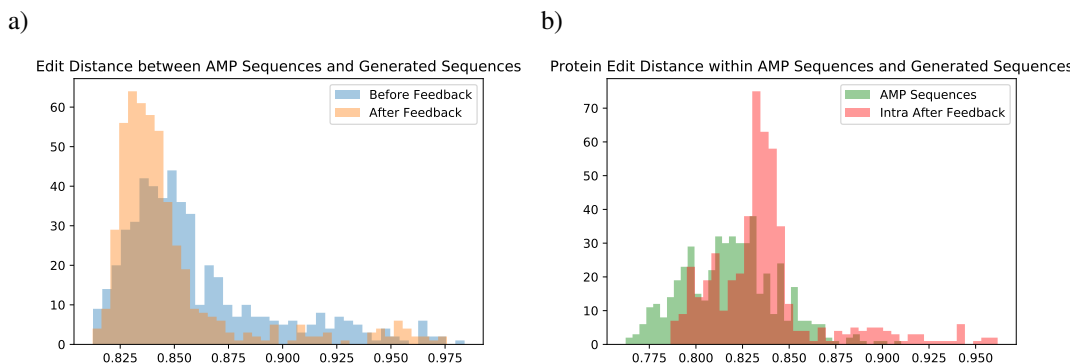 a)
b)
Edit Distance between AMP Sequences and Generated Sequences
Before Feedback
After Feedback
60
50
40
30
20
10
0
0.825 0.850 0.875 0.900 0.925 0.950 0.975
Protein Edit Distance within AMP Sequences and Generated Sequences
AMP Sequences
Intra After Feedback
70
60
50
40
30
20
10
0
0.775 0.800 0.825 0.850 0.875 0.900 0.925 0.950